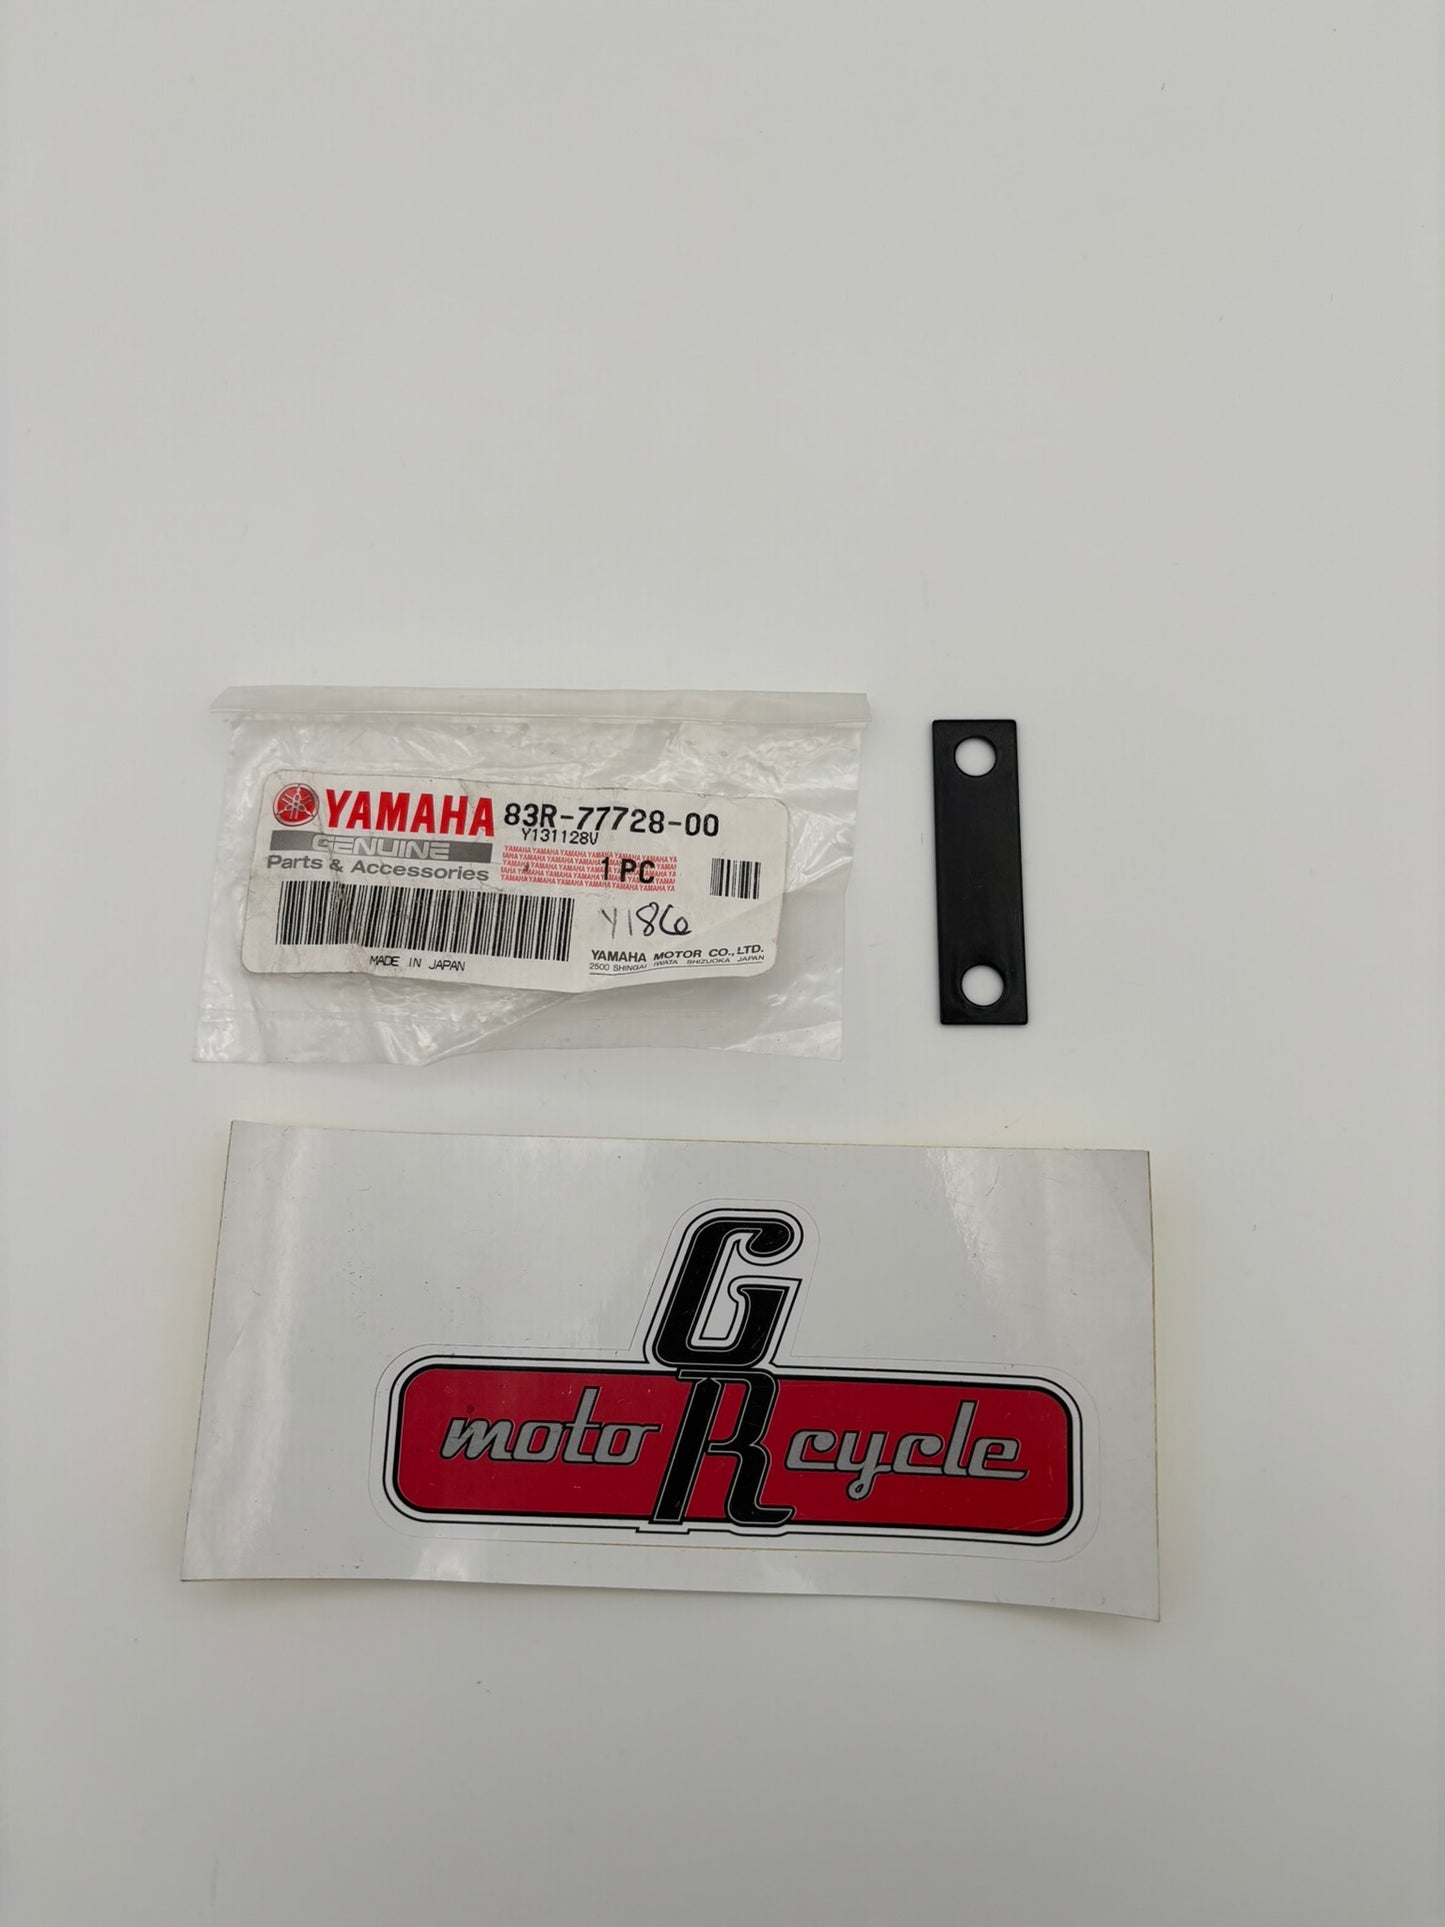 YAMAHA 83R-77728-00
GENUINE Y131128V
Parts & Accessories 1 PC
Y186
MADE IN JAPAN
YAMAHA MOTOR CO., LTD.
2500 SHINGAI IWATA SHIZUOKA JAPAN
GR
moto R cycle